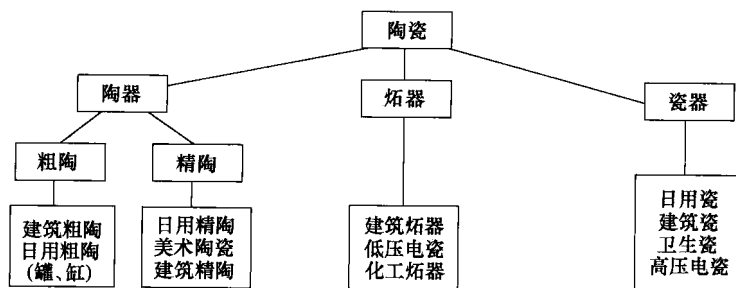 陶瓷
陶器
炻器
瓷器
粗陶
精陶
建筑粗陶
日用粗陶
(罐、缸)
日用精陶
美术陶瓷
建筑精陶
建筑炻器
低压电瓷
化工炻器
日用瓷
建筑瓷
卫生瓷
高压电瓷